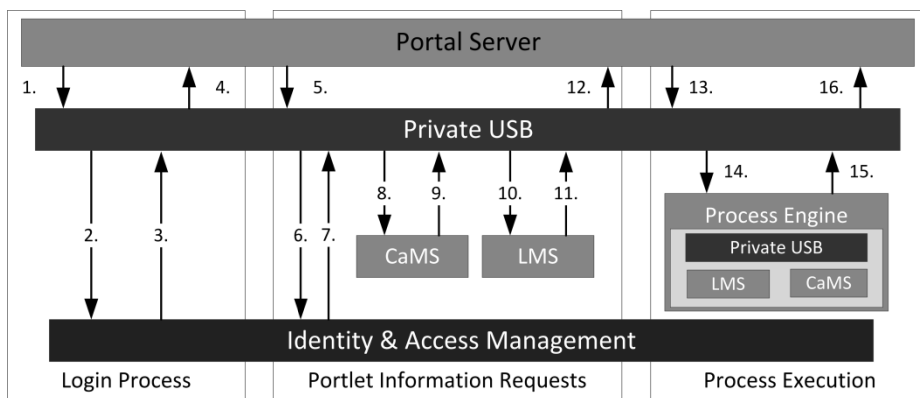 Portal Server
1.
4.
5.
12.
13.
16.
Private USB
14.
15.
8.
9.
10.
11.
2.
3.
6.
7.
Process Engine
Private USB
CaMS
LMS
LMS
CaMS
Identity & Access Management
Login Process
Portlet Information Requests
Process Execution